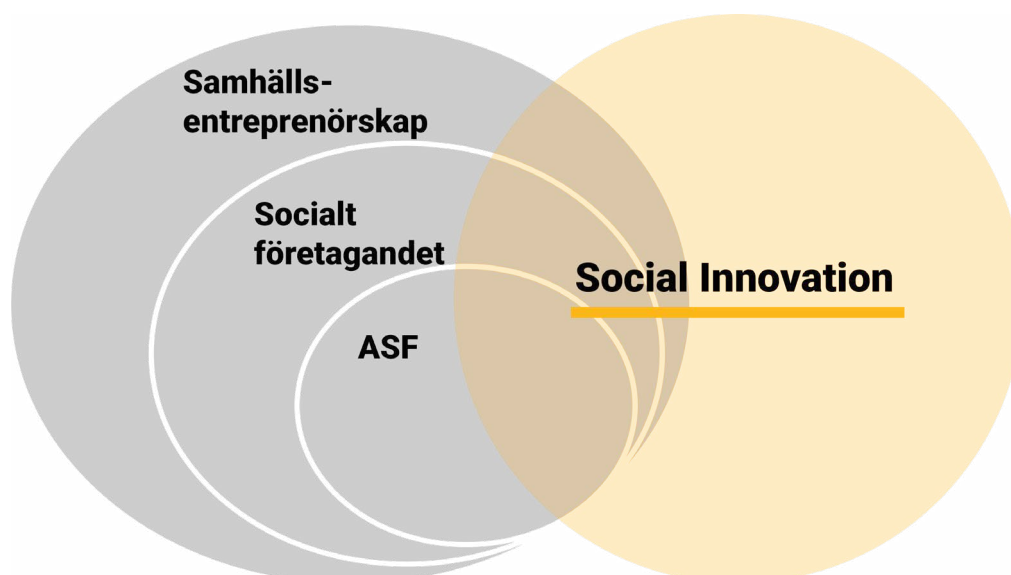 Samhälls-
entreprenörskap
Socialt
företagandet
Social Innovation
ASF